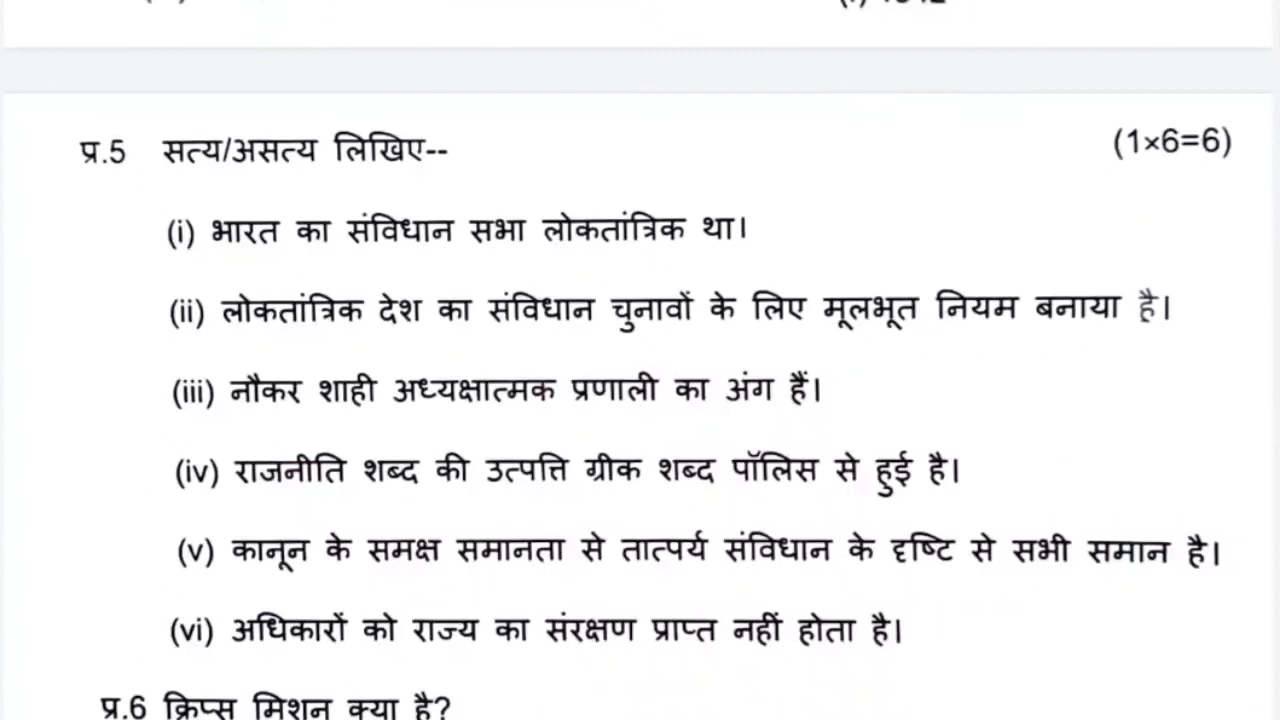 प्र.5 सत्य/असत्य लिखिए-- (1×6=6)
(i) भारत का संविधान सभा लोकतांत्रिक था।
(ii) लोकतांत्रिक देश का संविधान चुनावों के लिए मूलभूत नियम बनाया है।
(iii) नौकर शाही अध्यक्षात्मक प्रणाली का अंग हैं।
(iv) राजनीति शब्द की उत्पत्ति ग्रीक शब्द पॉलिस से हुई है।
(v) कानून के समक्ष समानता से तात्पर्य संविधान के दृष्टि से सभी समान है।
(vi) अधिकारों को राज्य का संरक्षण प्राप्त नहीं होता है।
प्र.6 क्रिप्स मिशन क्या है?